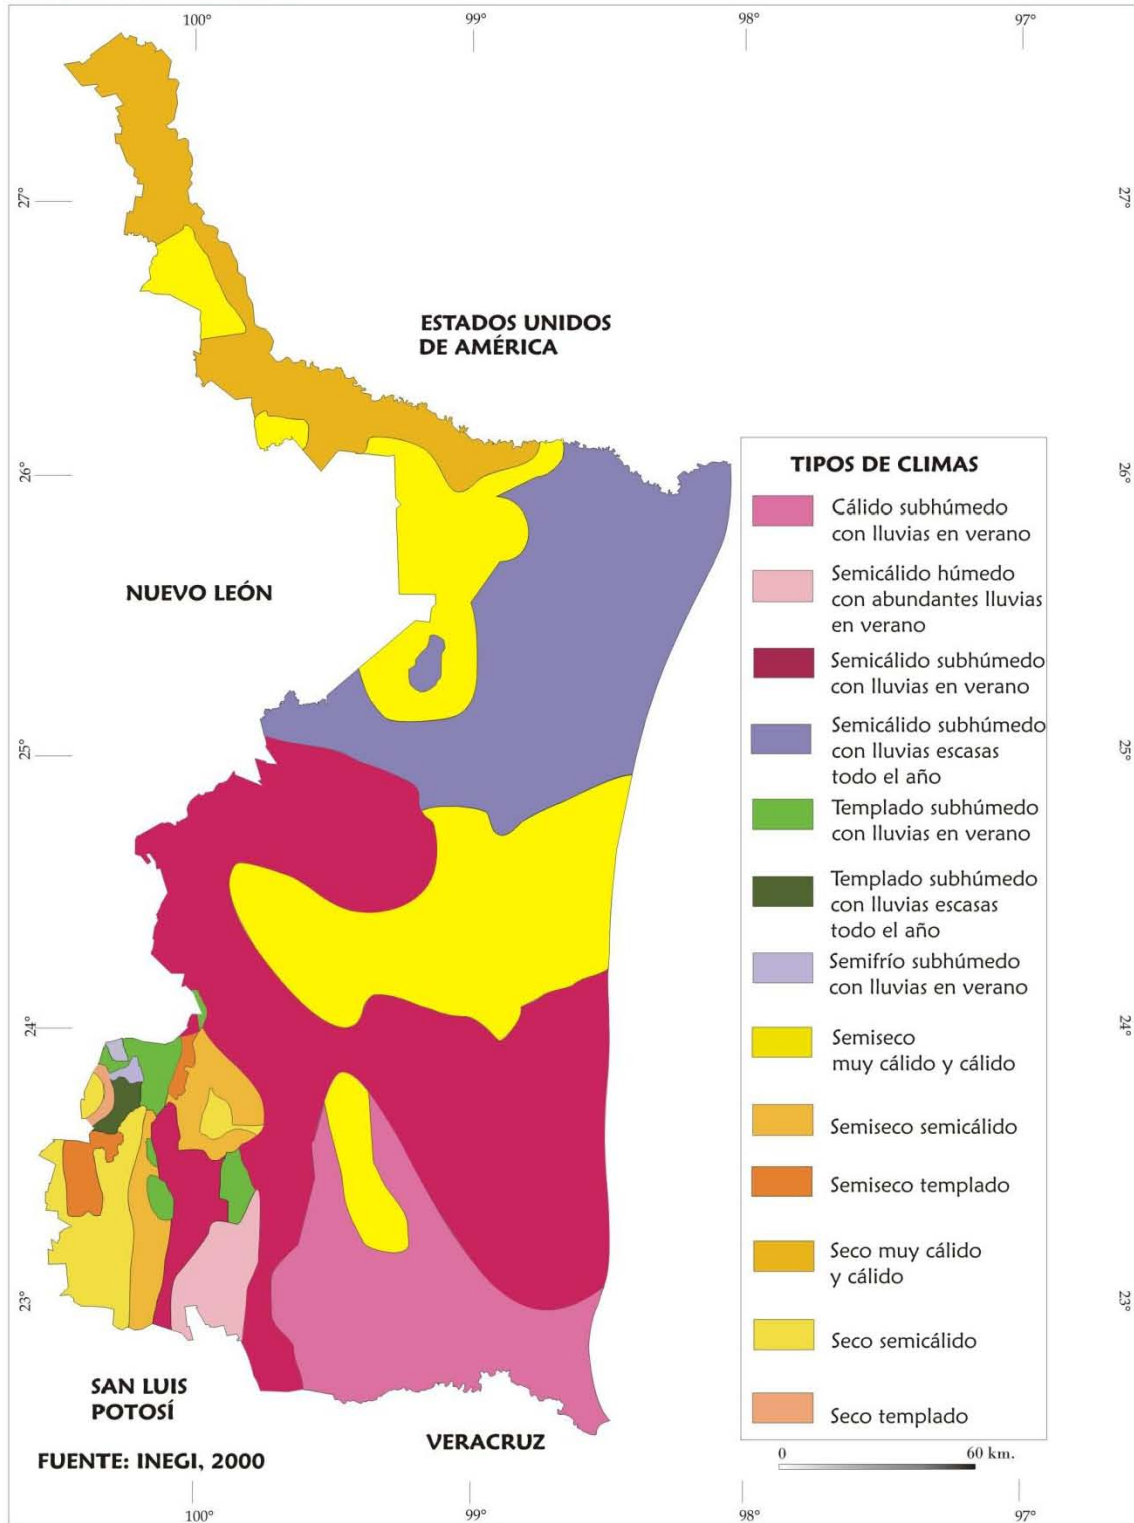 100°
99°
98°
97°
27°
27°
ESTADOS UNIDOS
DE AMÉRICA
26°
26°
TIPOS DE CLIMAS
Cálido subhúmedo
con lluvias en verano
Semicálido húmedo
con abundantes lluvias
en verano
Semicálido subhúmedo
con lluvias en verano
Semicálido subhúmedo
con lluvias escasas
todo el año
Templado subhúmedo
con lluvias en verano
Templado subhúmedo
con lluvias escasas
todo el año
Semifrío subhúmedo
con lluvias en verano
Semiseco
muy cálido y cálido
Semiseco semicálido
Semiseco templado
Seco muy cálido
y cálido
Seco semicálido
Seco templado
NUEVO LEÓN
25°
25°
24°
24°
23°
23°
SAN LUIS
POTOSÍ
VERACRUZ
FUENTE: INEGI, 2000
0 60 km.
100°
99°
98°
97°